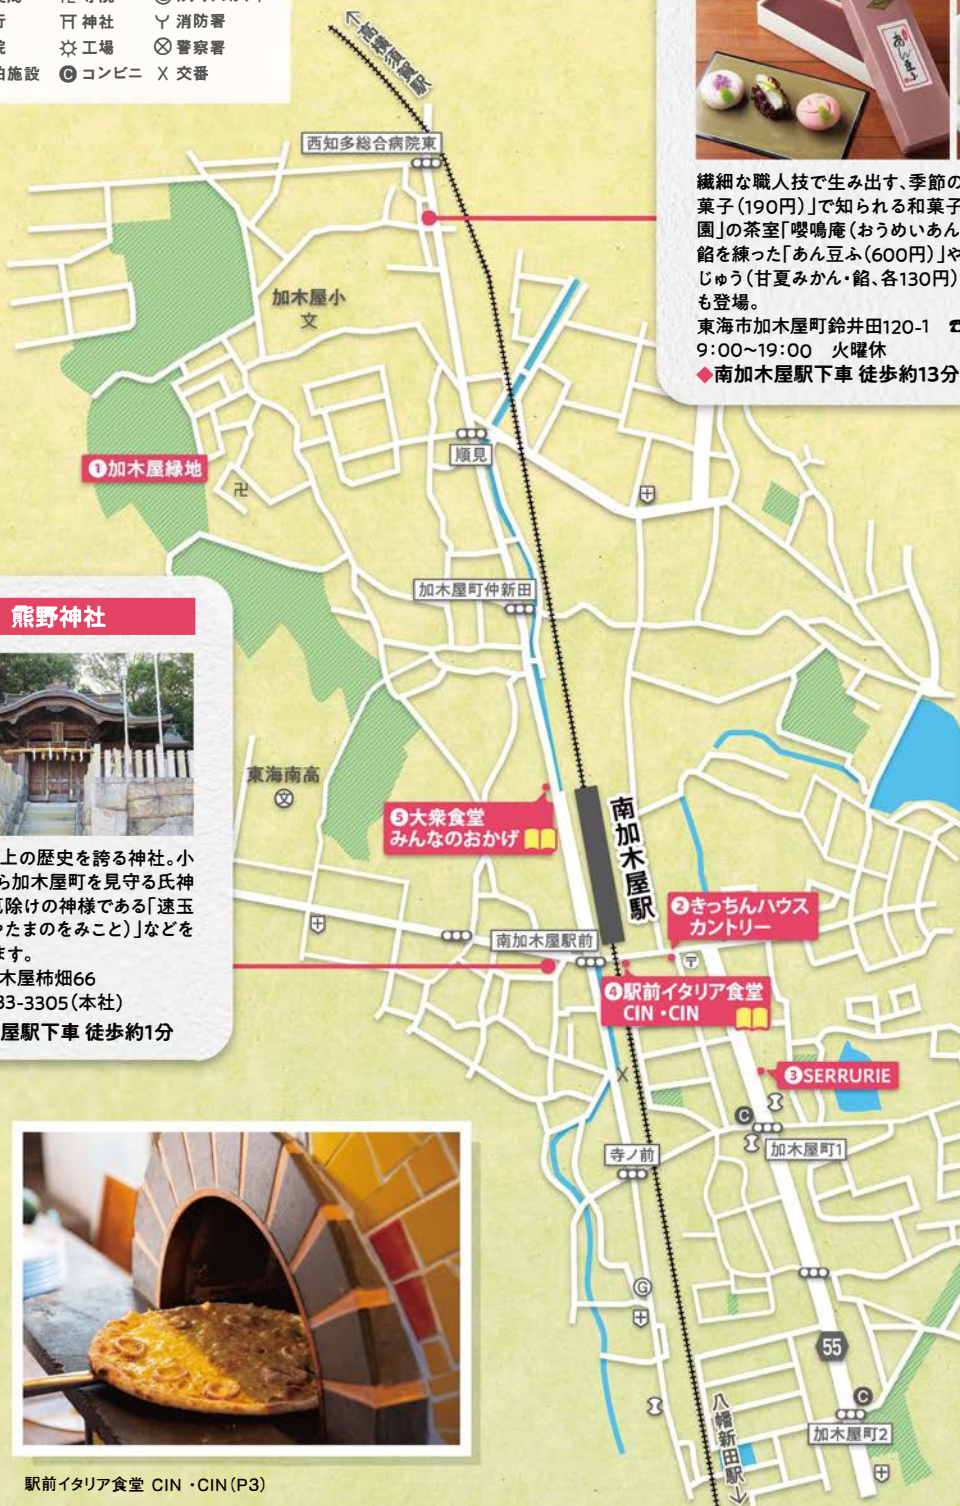 神社
消防署
工場
警察署
施設
コンビニ
交番
高横須賀駅
西知多総合病院東
あん豆ふ
繊細な職人技で生み出す、季節の
菓子(190円)」で知られる和菓子
園」の茶室「嚶鳴庵(おうめいあん
餡を練った「あん豆ふ(600円)」や
じゅう(甘夏みかん・餡、各130円)
も登場。
東海市加木屋町鈴井田120-1 ☎
9:00~19:00 火曜休
◆南加木屋駅下車 徒歩約13分
加木屋小
文
順見
❶加木屋緑地
加木屋町仲新田
熊野神社
上の歴史を誇る神社。小
ら加木屋町を見守る氏神
除けの神様である「速玉
たまのをみこと)」などを
ます。
木屋柿畑66
33-3305(本社)
屋駅下車 徒歩約1分
東海南高
文
❺大衆食堂
みんなのおかげ
南加木屋駅
❷きっちんハウス
カントリー
南加木屋駅前
❹駅前イタリア食堂
CIN・CIN
❸SERRURIE
C
加木屋町1
寺ノ前
G
55
C
加木屋町2
八幡新田駅
駅前イタリア食堂 CIN・CIN(P3)